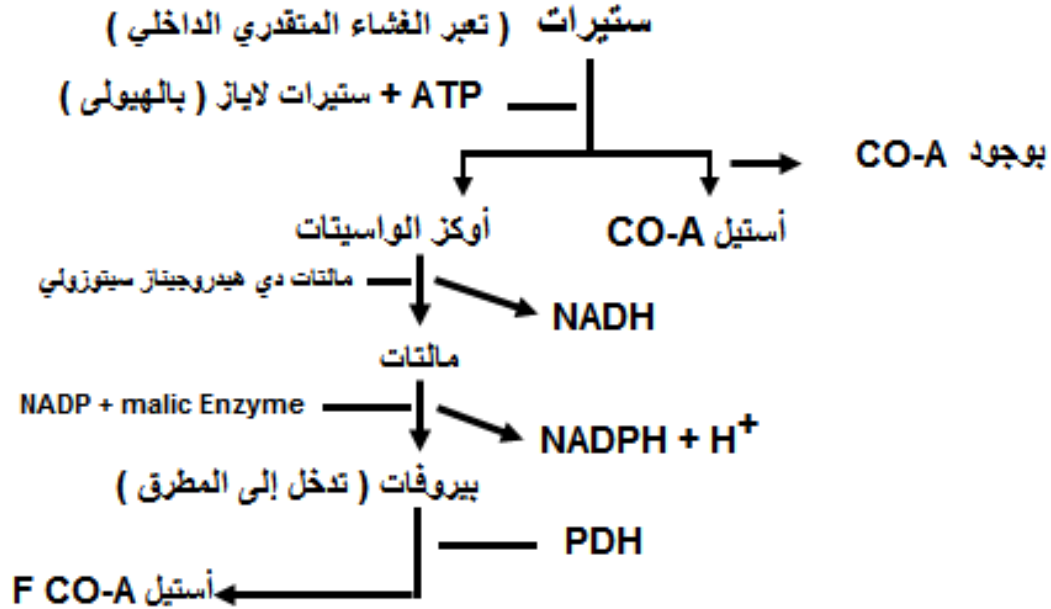 ستيرات ( تعبر الغشاء المتقدري الداخلي )
ATP + ستيرات لاياز ( بالهيولى )
بوجود CO-A
أستيل CO-A
أوكز الواسيتات
مالتات دي هيدروجيناز سيتوزولي
NADH
مالتات
NADP + malic Enzyme
NADPH + H⁺
بيروفات ( تدخل إلى المطرق )
PDH
أستيل F CO-A